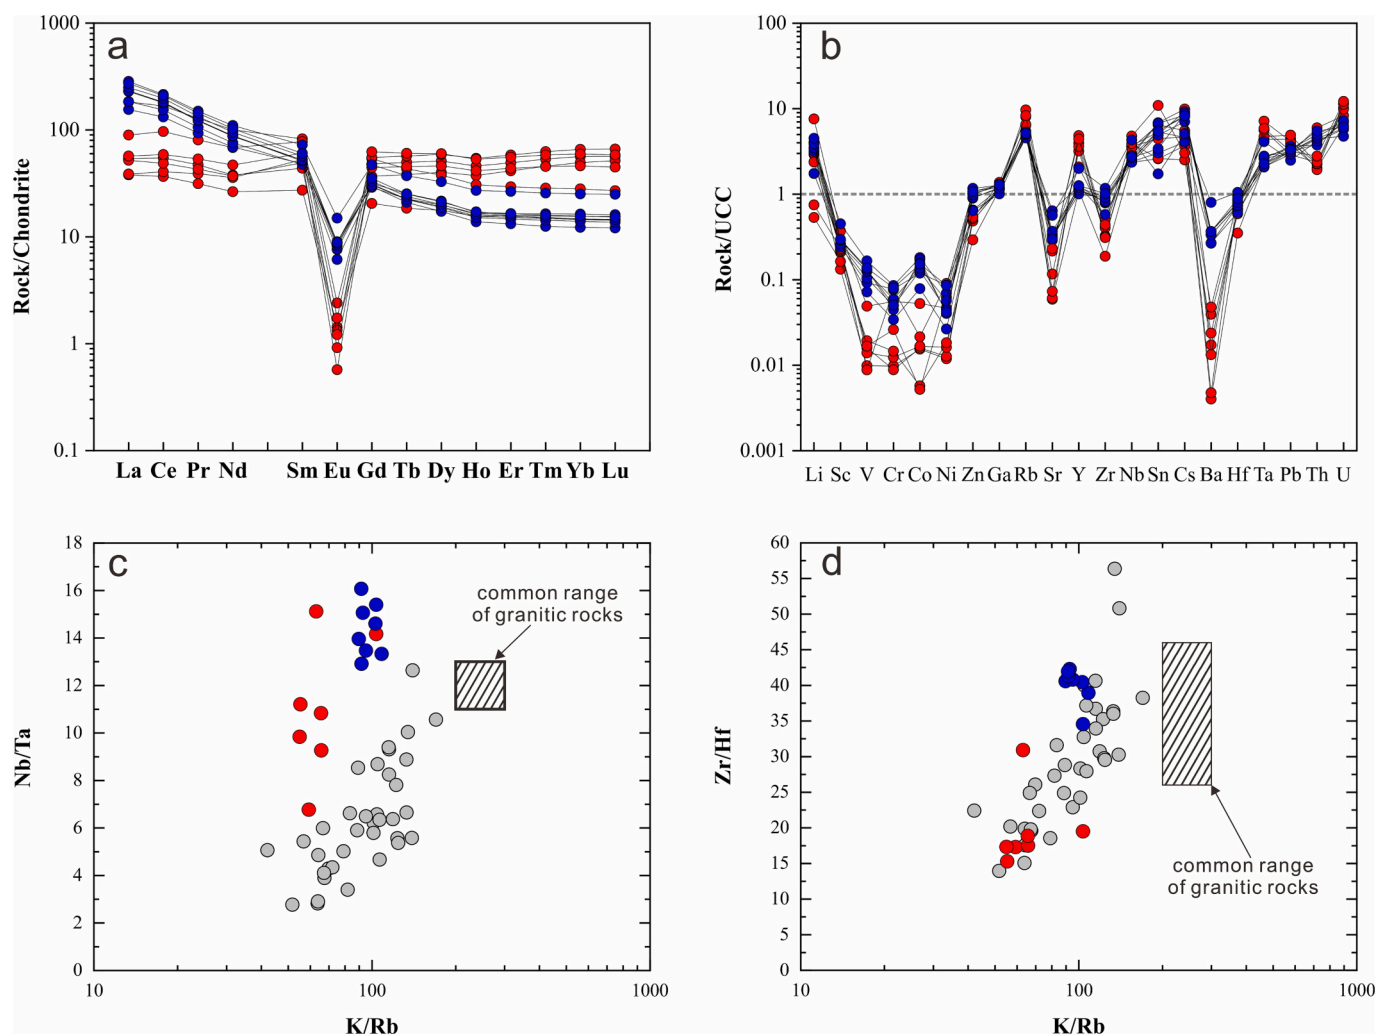 a
1000
100
10
1
0.1
Rock/Chondrite
La Ce Pr Nd Sm Eu Gd Tb Dy Ho Er Tm Yb Lu
b
100
10
1
0.1
0.01
0.001
Rock/UCC
Li Sc V Cr Co Ni Zn Ga Rb Sr Y Zr Nb Sn Cs Ba Hf Ta Pb Th U
c
18
16
14
12
10
8
6
4
2
0
Nb/Ta
common range
of granitic rocks
10 100 1000
K/Rb
d
60
55
50
45
40
35
30
25
20
15
10
5
0
Zr/Hf
common range
of granitic rocks
10 100 1000
K/Rb